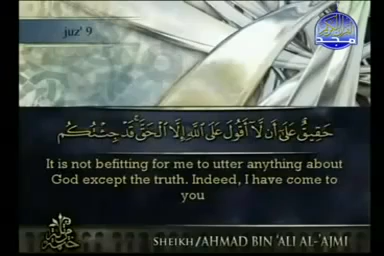 juz' 9
حَقِيقٌ عَلَىٰ أَن لَّا أَقُولَ عَلَى اللَّهِ إِلَّا الْحَقَّ ۚ قَدْ جِئْتُكُم
It is not befitting for me to utter anything about
God except the truth. Indeed, I have come to
you
SHEIKH/AHMAD BIN 'ALI AL-'AJMI